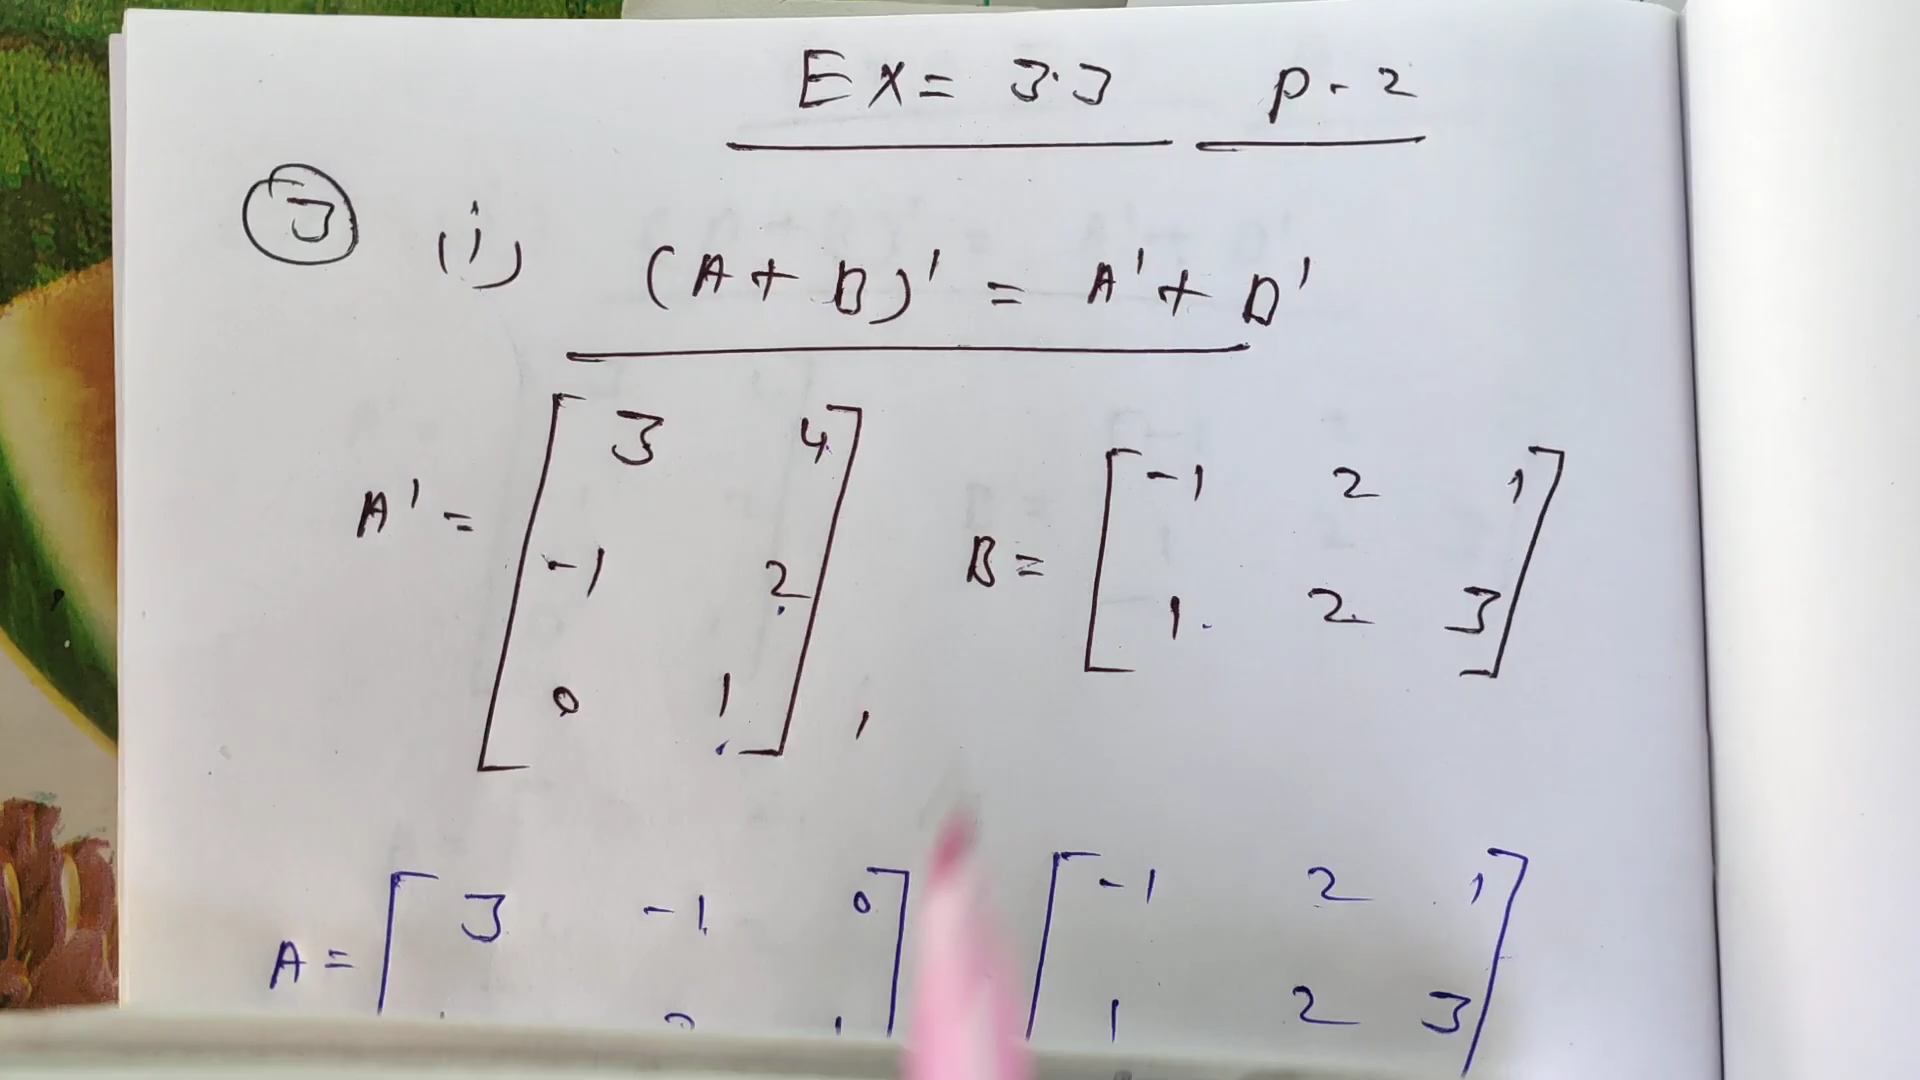 Ex = 3.3 P-2
3 (i) (A + B)' = A' + B'
A' = [ 3 4
-1 2
0 1 ] ,
B = [ -1 2 1
1 2 3 ]
A = [ 3 -1 0
[ -1 2 1 ]
1 2 3